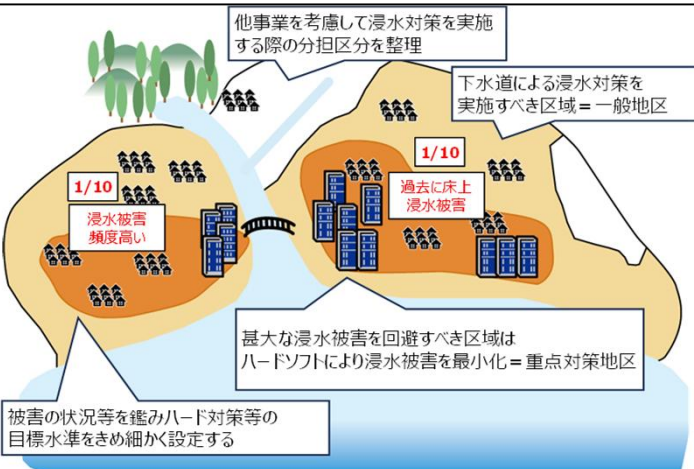 他事業を考慮して浸水対策を実施
する際の分担区分を整理
下水道による浸水対策を
実施すべき区域＝一般地区
1/10
過去に床上
浸水被害
1/10
浸水被害
頻度高い
甚大な浸水被害を回避すべき区域は
ハードソフトにより浸水被害を最小化＝重点対策地区
被害の状況等を鑑みハード対策等の
目標水準をきめ細かく設定する